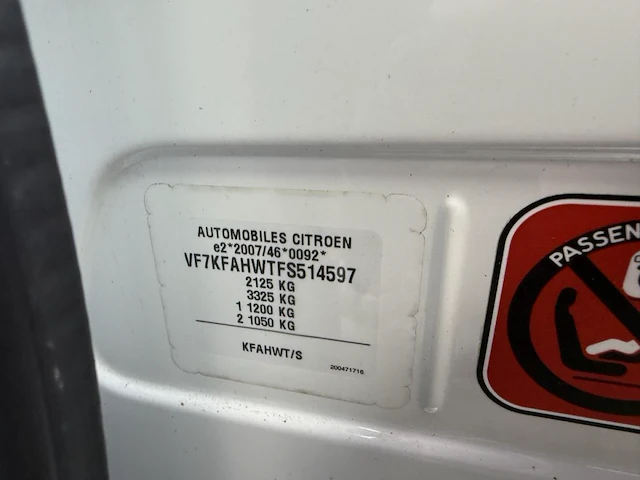 AUTOMOBILES CITROEN
e2*2007/46*0092*
VF7KFAHWTFS514597
2125 KG
3325 KG
1 1200 KG
2 1050 KG
KFAHWT/S
200471716
PASSEN